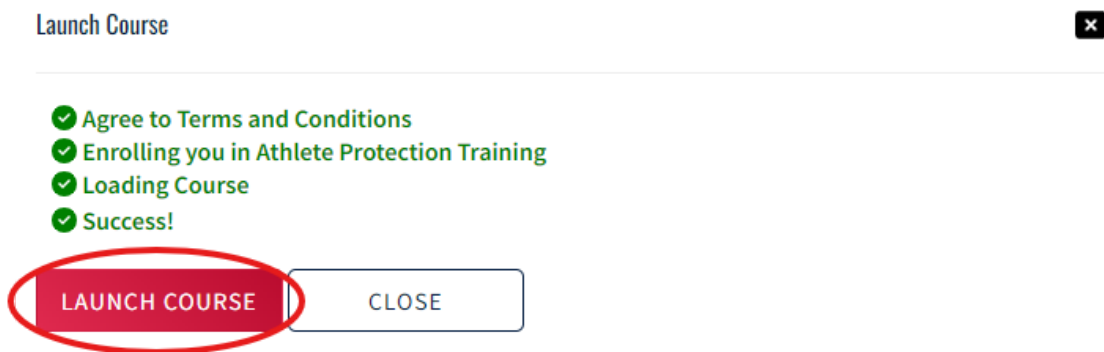 Launch Course
Agree to Terms and Conditions
Enrolling you in Athlete Protection Training
Loading Course
Success!
LAUNCH COURSE
CLOSE